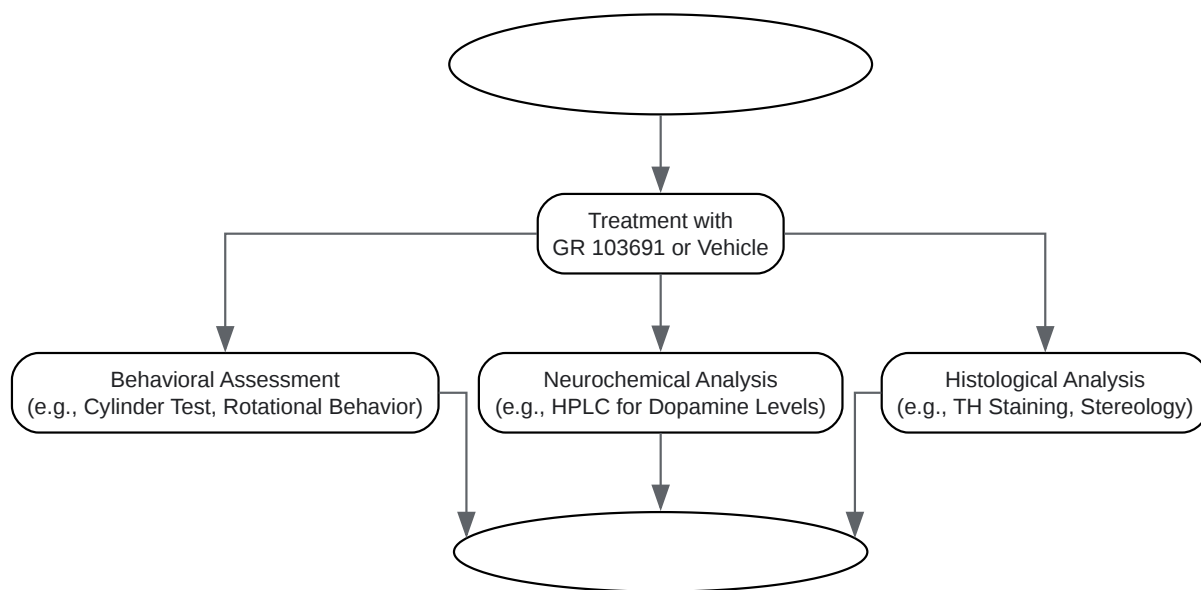 Treatment with
GR 103691 or Vehicle
Behavioral Assessment
(e.g., Cylinder Test, Rotational Behavior)
Neurochemical Analysis
(e.g., HPLC for Dopamine Levels)
Histological Analysis
(e.g., TH Staining, Stereology)